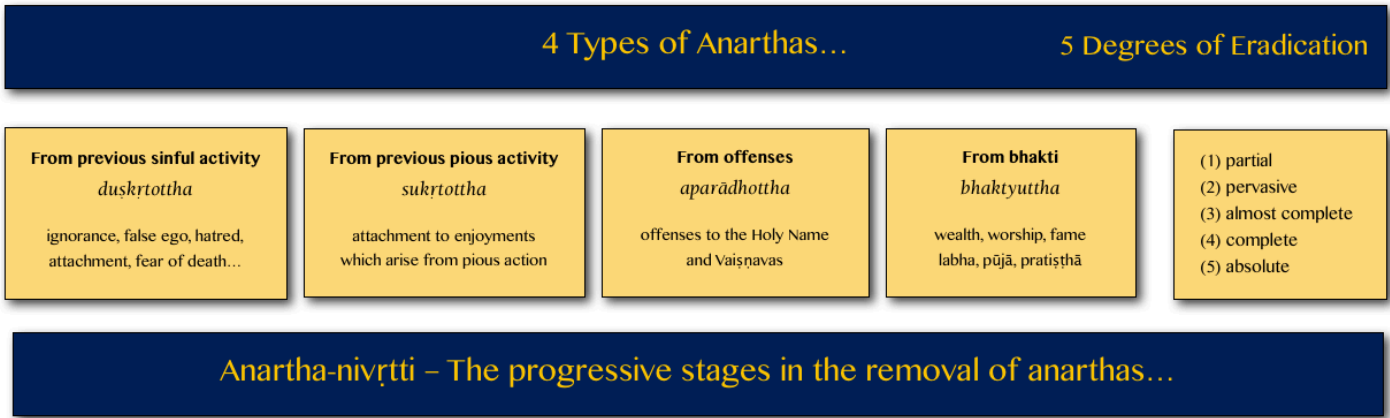 4 Types of Anarthas…
5 Degrees of Eradication
From previous sinful activity
duṣkṛtottha
ignorance, false ego, hatred,
attachment, fear of death…
From previous pious activity
sukṛtottha
attachment to enjoyments
which arise from pious action
From offenses
aparādhottha
offenses to the Holy Name
and Vaiṣṇavas
From bhakti
bhaktyuttha
wealth, worship, fame
labha, pūjā, pratiṣṭhā
(1) partial
(2) pervasive
(3) almost complete
(4) complete
(5) absolute
Anartha-nivṛtti – The progressive stages in the removal of anarthas…